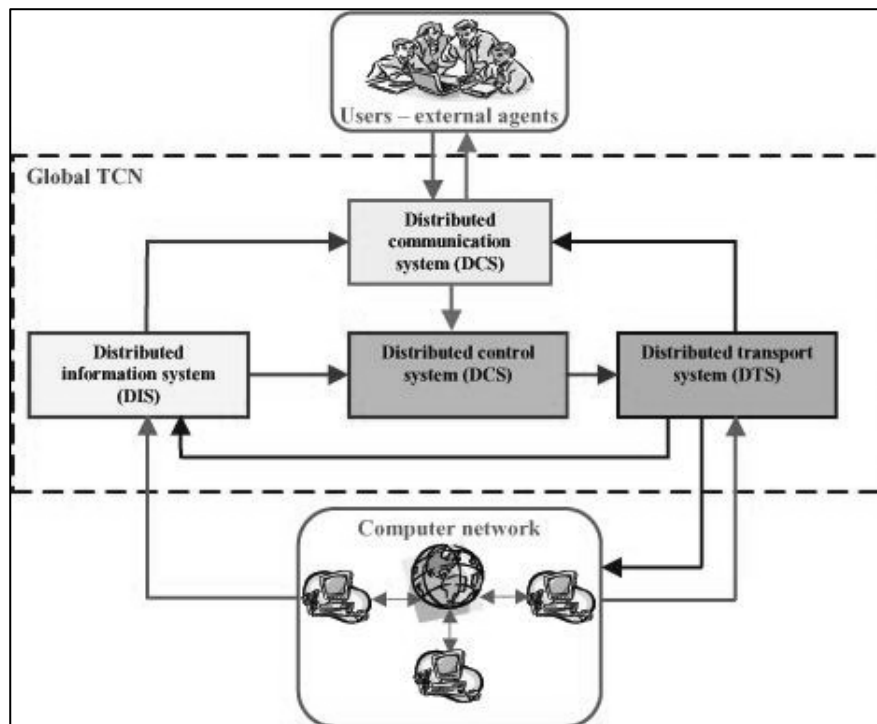 Users – external agents
Global TCN
Distributed
communication
system (DCS)
Distributed
information system
(DIS)
Distributed control
system (DCS)
Distributed transport
system (DTS)
Computer network